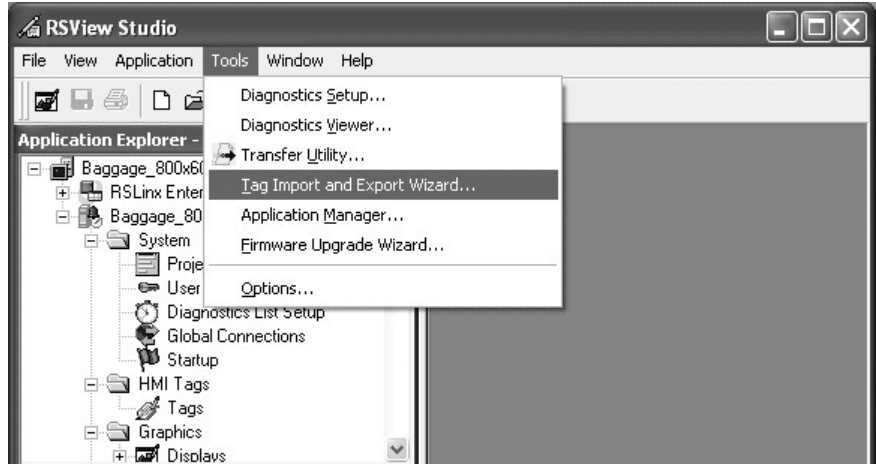 RSView Studio
File View Application Tools Window Help
Diagnostics Setup...
Diagnostics Viewer...
Transfer Utility...
Tag Import and Export Wizard...
Application Manager...
Firmware Upgrade Wizard...
Options...
Application Explorer -
Baggage_800x60
RSLinx Enter
Baggage_80
System
Proje
User
Diagnostics List Setup
Global Connections
Startup
HMI Tags
Tags
Graphics
Displays